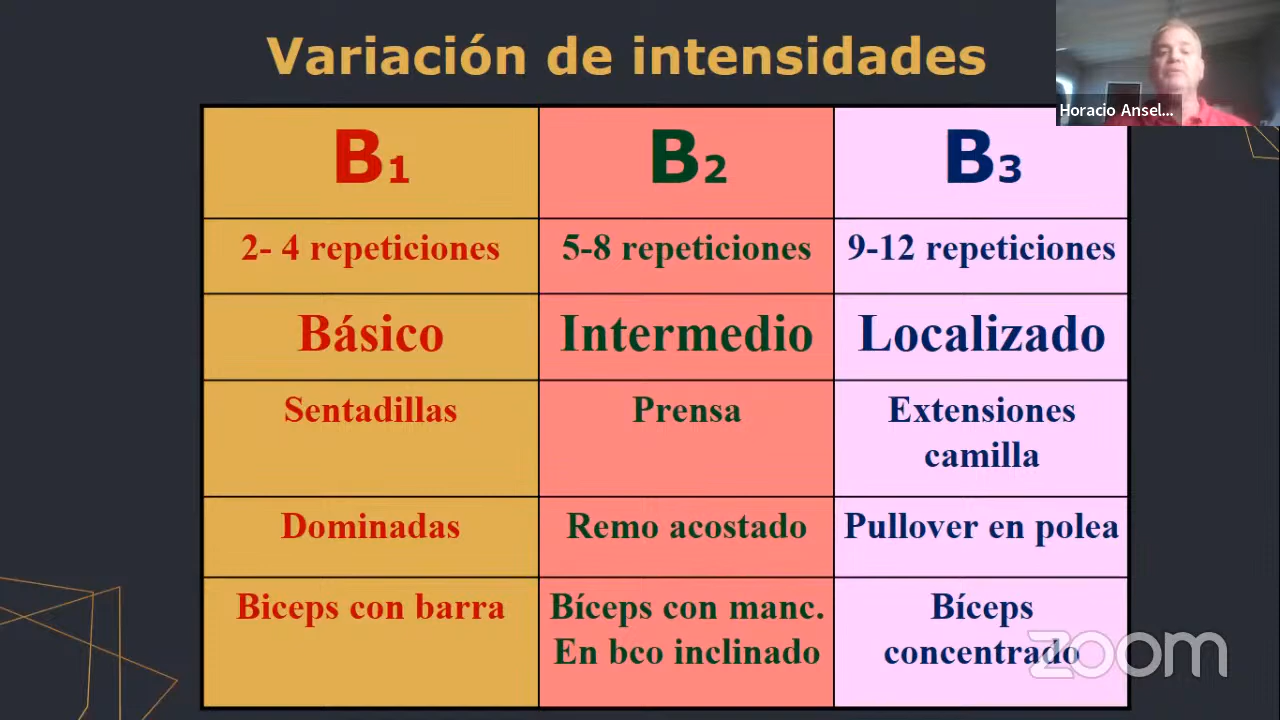 Variación de intensidades
Horacio Ansel...
B1
B2
B3
2- 4 repeticiones
5-8 repeticiones
9-12 repeticiones
Básico
Intermedio
Localizado
Sentadillas
Prensa
Extensiones
camilla
Dominadas
Remo acostado
Pullover en polea
Biceps con barra
Bíceps con manc.
En bco inclinado
Bíceps
concentrado
zoom